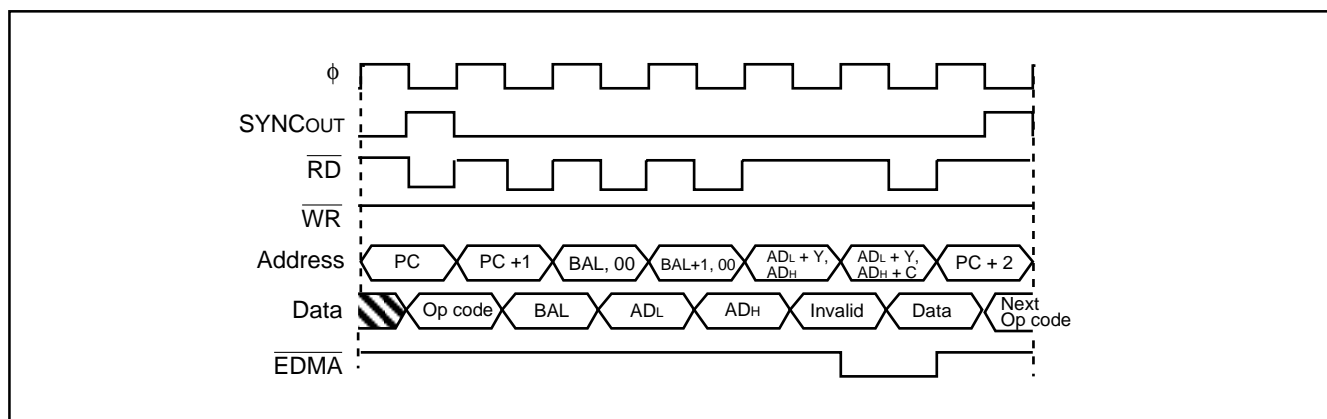 ϕ
SYNCOUT
RD
WR
Address PC PC +1 BAL, 00 BAL+1, 00 ADL + Y, ADH ADL + Y, ADH + C PC + 2
Data Op code BAL ADL ADH Invalid Data Next Op code
EDMA